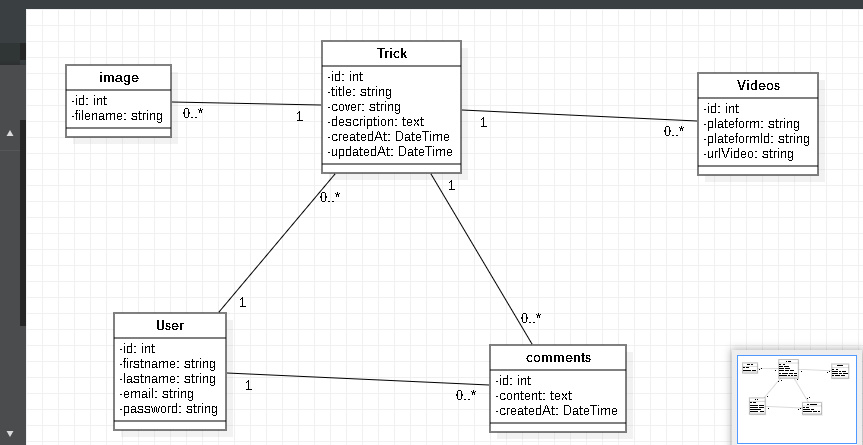 image
-id: int
-filename: string
0..*
1
Trick
-id: int
-title: string
-cover: string
-description: text
-createdAt: DateTime
-updatedAt: DateTime
1
0..*
Videos
-id: int
-plateform: string
-plateformId: string
-urlVideo: string
0..*
1
1
0..*
User
-id: int
-firstname: string
-lastname: string
-email: string
-password: string
1
0..*
comments
-id: int
-content: text
-createdAt: DateTime